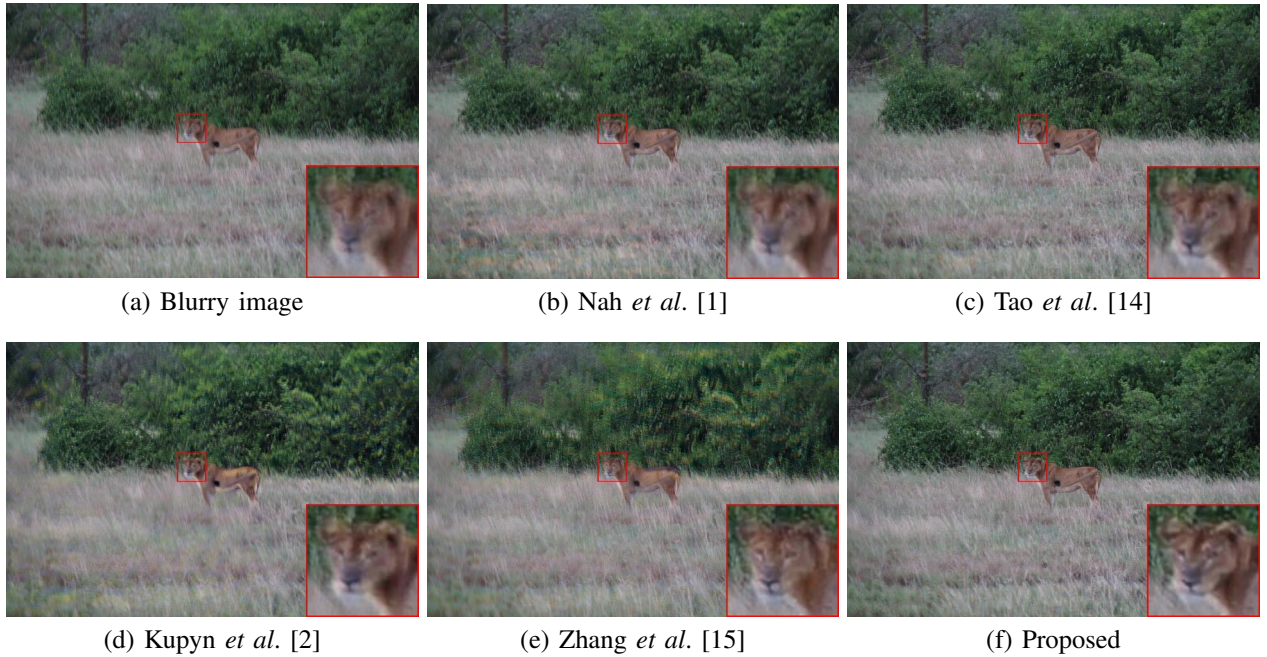 (a) Blurry image
(b) Nah et al. [1]
(c) Tao et al. [14]
(d) Kupyn et al. [2]
(e) Zhang et al. [15]
(f) Proposed